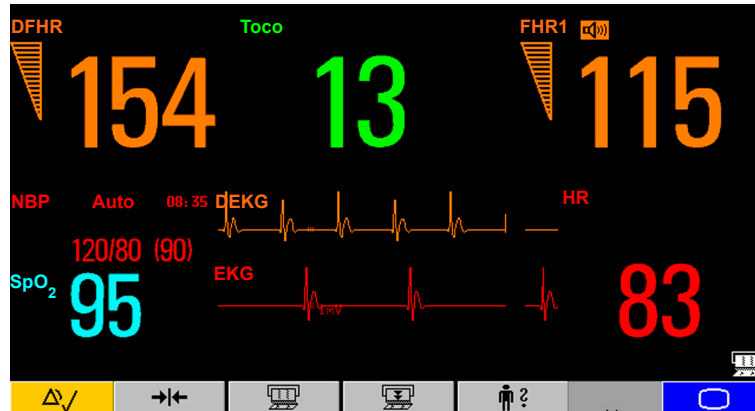 DFHR Toco FHR1
154 13 115
NBP Auto 08:35 DEKG HR
120/80 (90)
SpO2 95 EKG 83
1mV
?